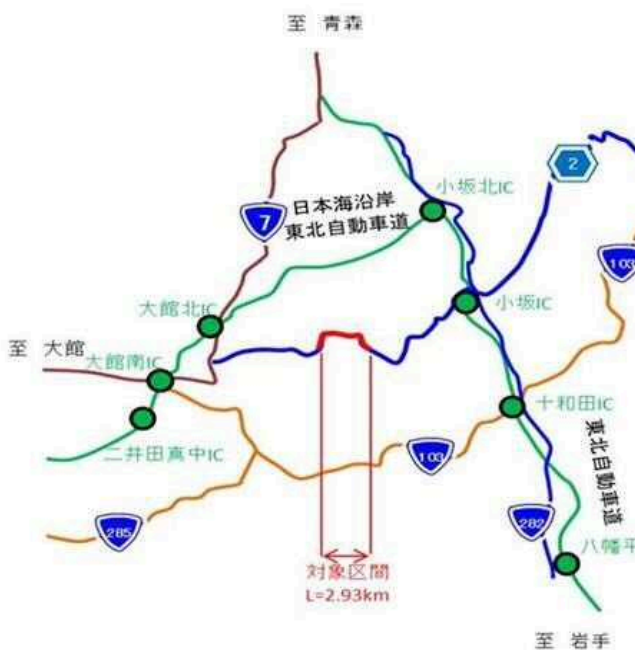 至 青森
2
小坂北IC
日本海沿岸
東北自動車道
7
103
大館北IC
小坂IC
至 大館
大館南IC
十和田IC
二井田真中IC
103
東北自動車道
285
282
八幡平
対象区間
L=2.93km
至 岩手